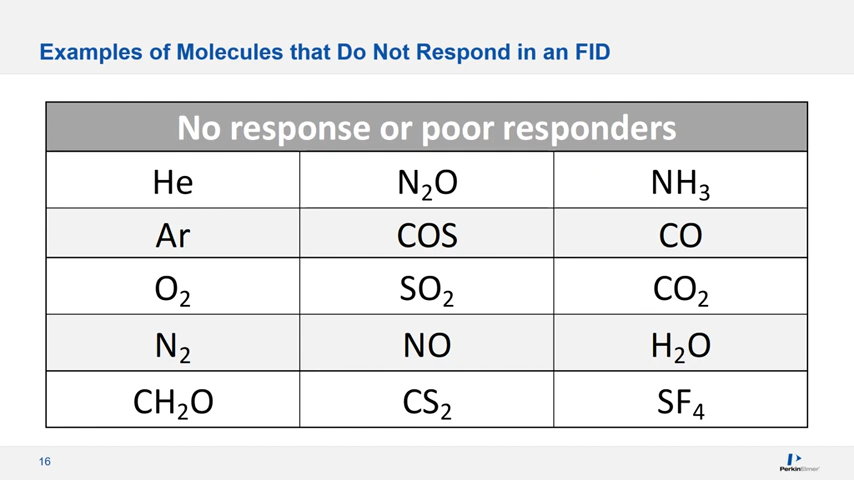 Examples of Molecules that Do Not Respond in an FID
No response or poor responders
He N₂O NH₃
Ar COS CO
O₂ SO₂ CO₂
N₂ NO H₂O
CH₂O CS₂ SF₄
16
PerkinElmer